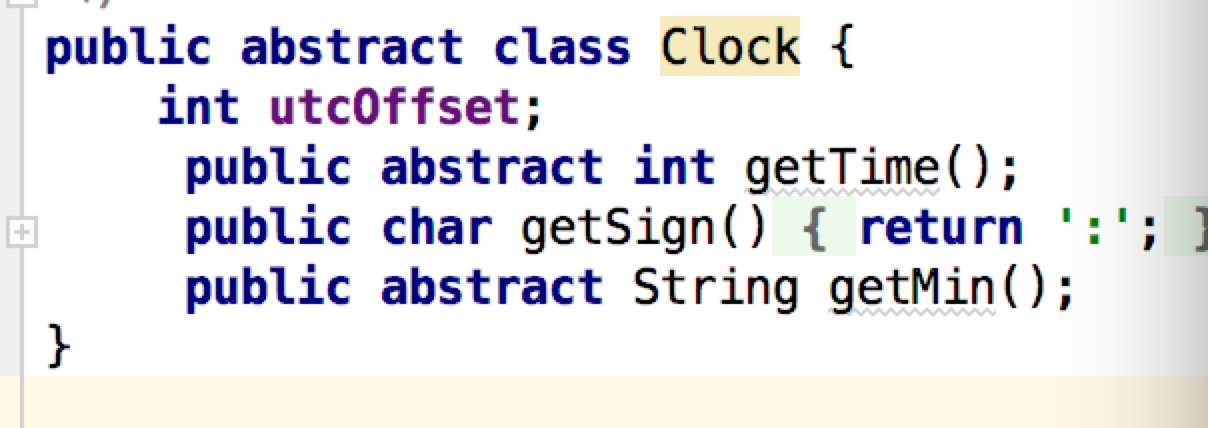 public abstract class Clock {
int utcOffset;
public abstract int getTime();
public char getSign() { return ':'; }
public abstract String getMin();
}